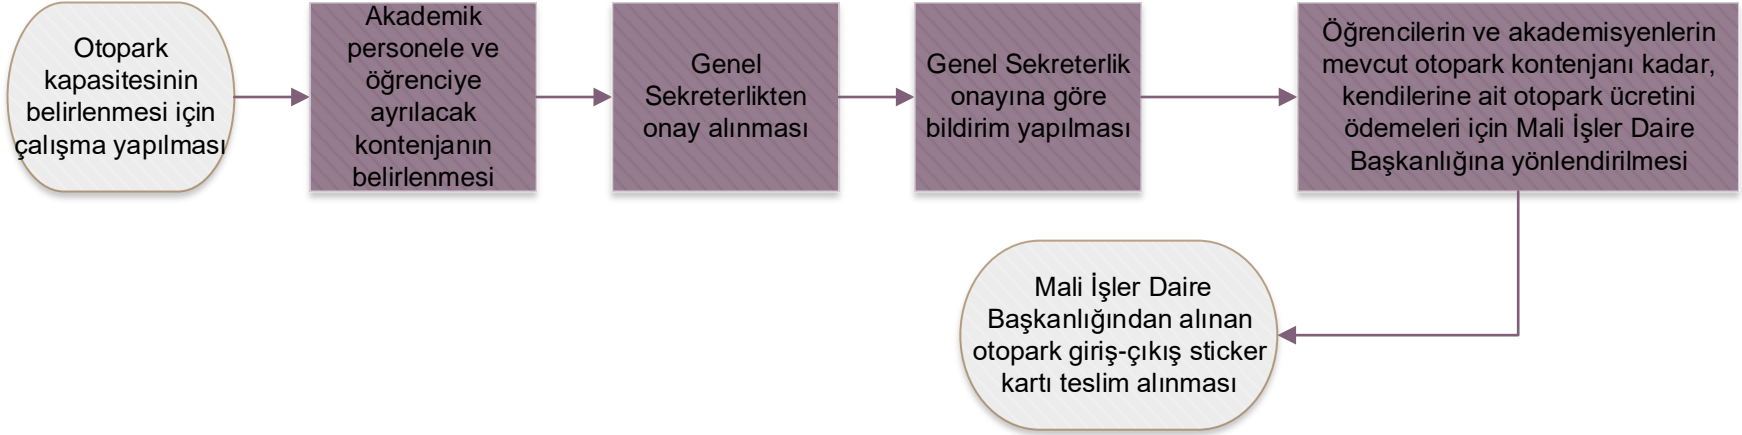 Otopark
kapasitesinin
belirlenmesi için
çalışma yapılması
Akademik
personele ve
öğrenciye
ayrılacak
kontenjanın
belirlenmesi
Genel
Sekreterlikten
onay alınması
Genel Sekreterlik
onayına göre
bildirim yapılması
Öğrencilerin ve akademisyenlerin
mevcut otopark kontenjanı kadar,
kendilerine ait otopark ücretini
ödemeleri için Mali İşler Daire
Başkanlığına yönlendirilmesi
Mali İşler Daire
Başkanlığından alınan
otopark giriş-çıkış sticker
kartı teslim alınması